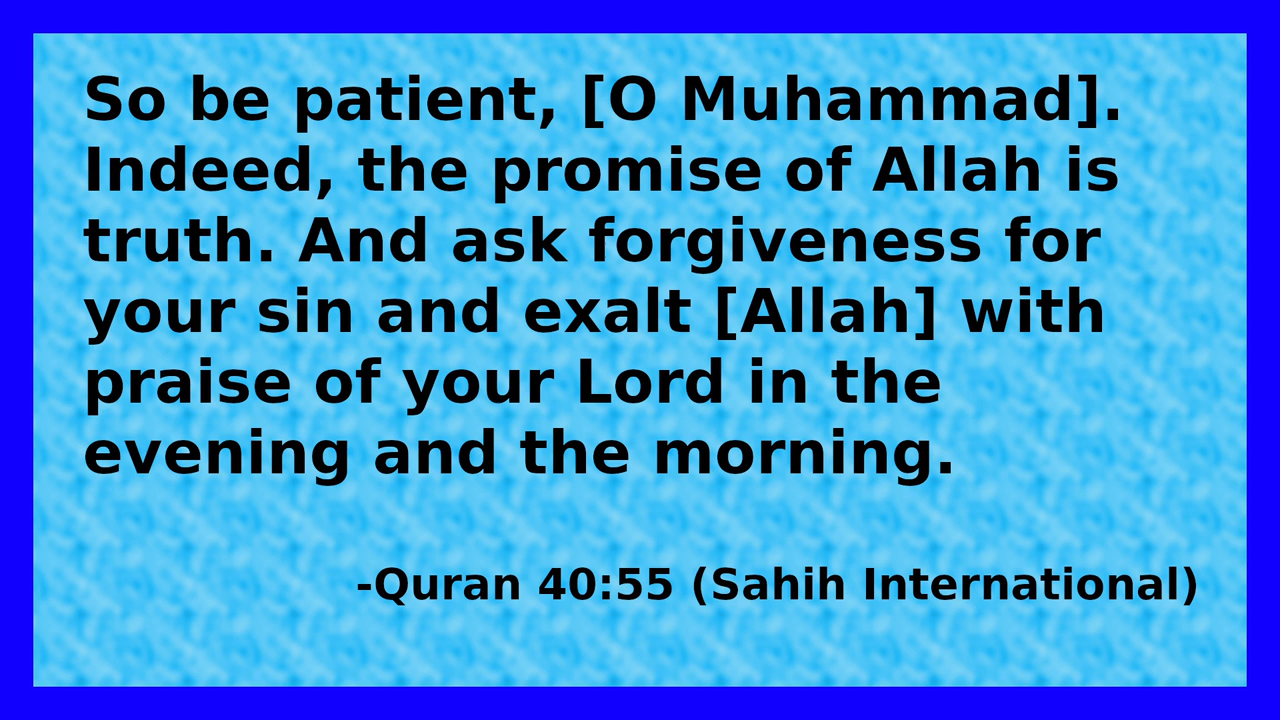 So be patient, [O Muhammad].
Indeed, the promise of Allah is
truth. And ask forgiveness for
your sin and exalt [Allah] with
praise of your Lord in the
evening and the morning.
-Quran 40:55 (Sahih International)